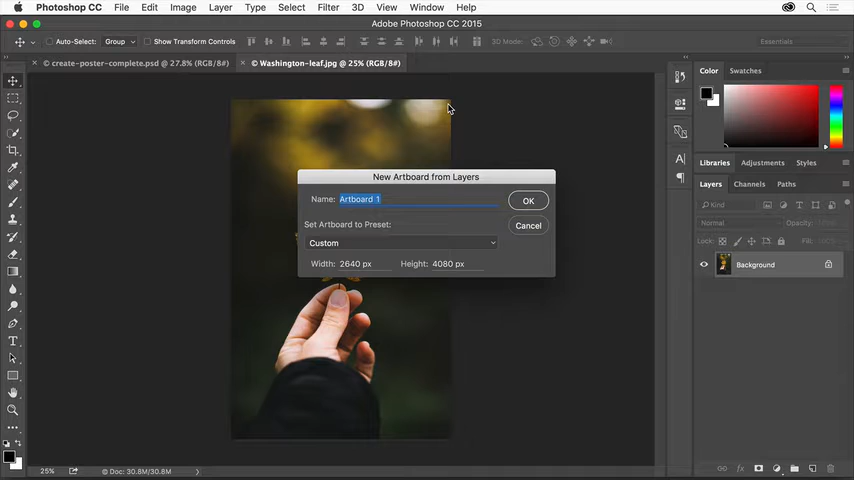 Photoshop CC File Edit Image Layer Type Select Filter 3D View Window Help
Adobe Photoshop CC 2015
Auto-Select: Group Show Transform Controls 3D Mode: Essentials
× © create-poster-complete.psd @ 27.8% (RGB/8#) × © Washington-leaf.jpg @ 25% (RGB/8#)
Color Swatches
New Artboard from Layers
Name: Artboard 1 OK
Set Artboard to Preset: Cancel
Custom
Width: 2640 px Height: 4080 px
Libraries Adjustments Styles
Layers Channels Paths
Kind
Normal Opacity:
Lock: Fill:
Background
25% Doc: 30.8M/30.8M